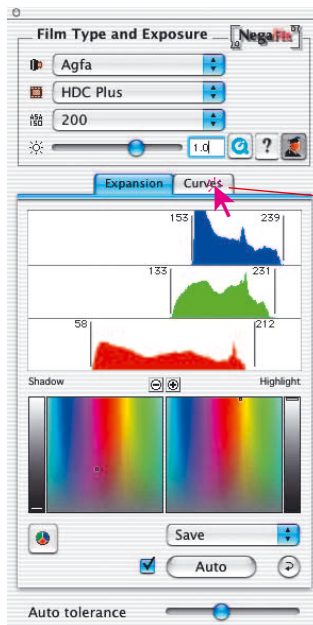 Film Type and Exposure
NegaFix
Agfa
HDC Plus
ASA
ISO
200
1.0
?
Expansion
Curves
153
239
133
231
58
212
Shadow
Highlight
Save
Auto
Auto tolerance